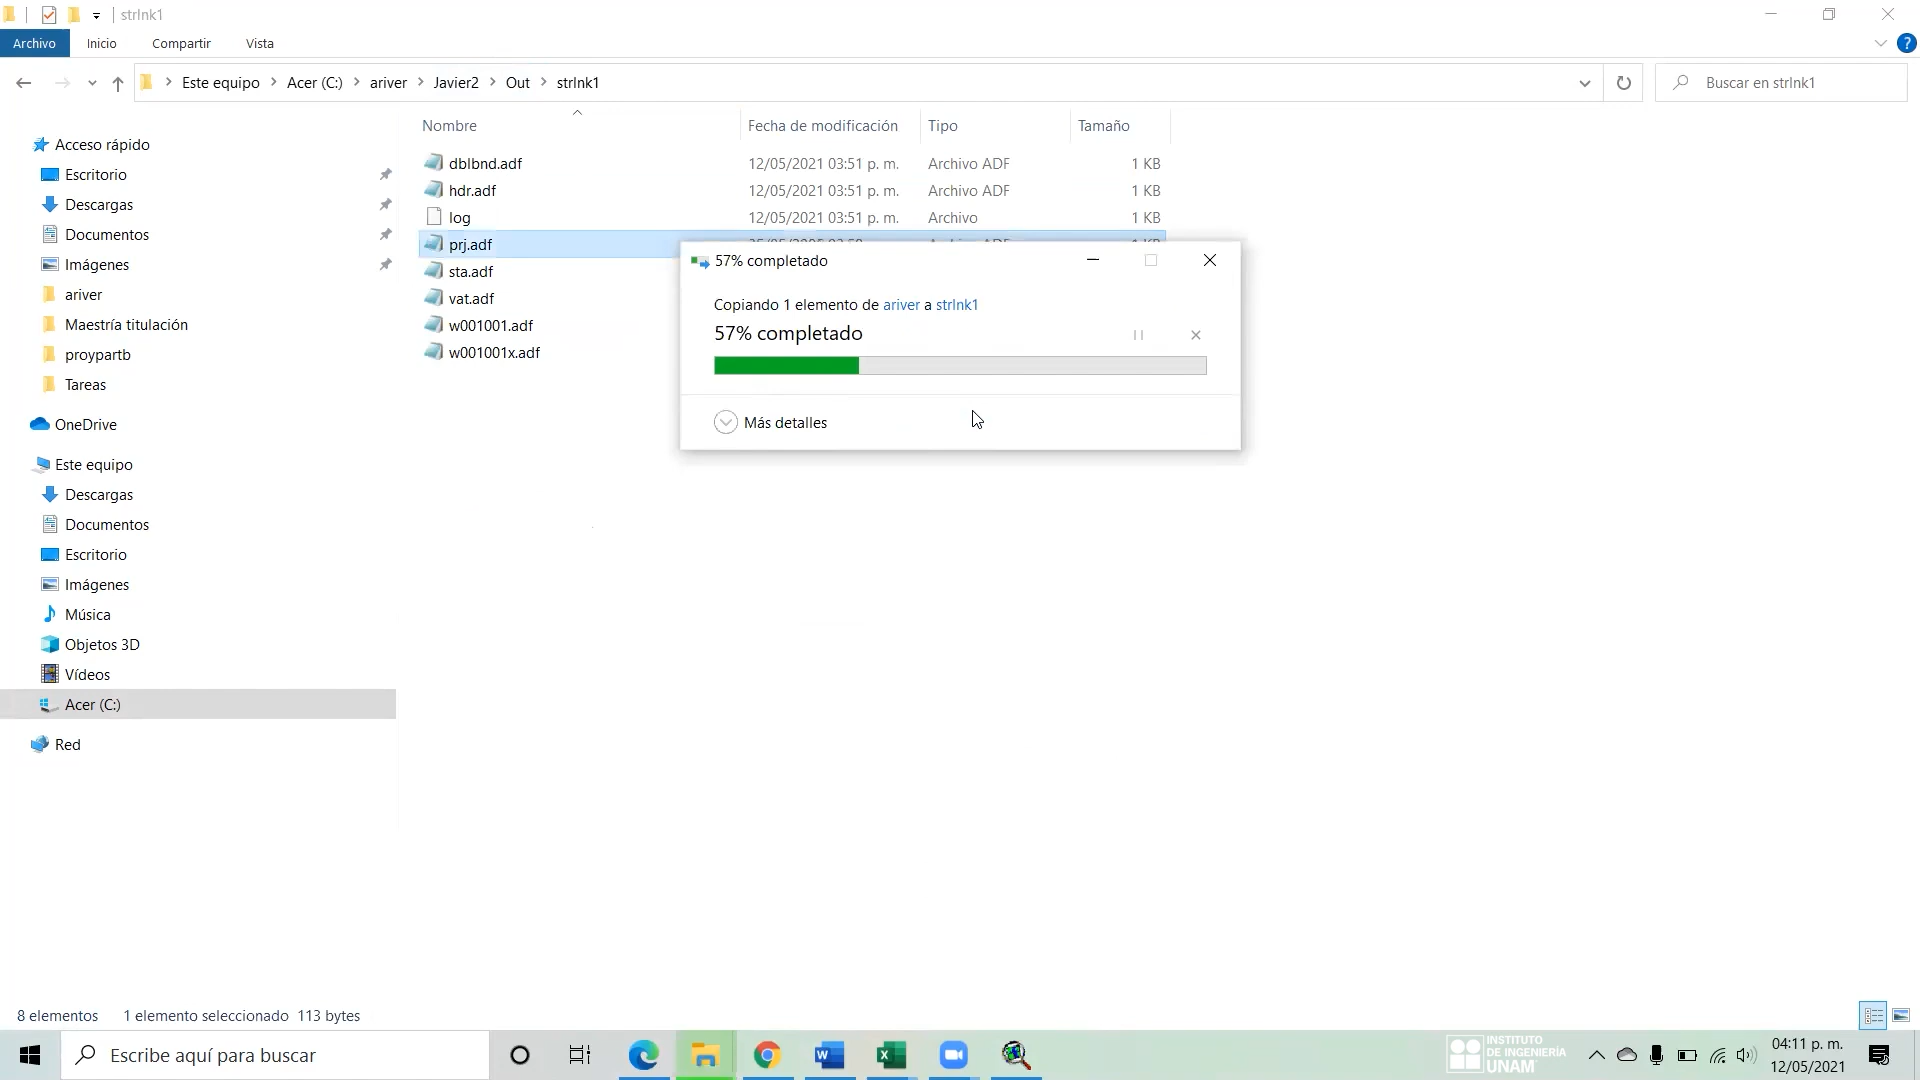 strlnk1
Archivo Inicio Compartir Vista
Este equipo Acer (C:) ariver Javier2 Out strlnk1
Buscar en strlnk1
Nombre Fecha de modificación Tipo Tamaño
Acceso rápido
Escritorio
Descargas
Documentos
Imágenes
ariver
Maestría titulación
proypartb
Tareas
OneDrive
Este equipo
Descargas
Documentos
Escritorio
Imágenes
Música
Objetos 3D
Vídeos
Acer (C:)
Red
dblbnd.adf 12/05/2021 03:51 p. m. Archivo ADF 1 KB
hdr.adf 12/05/2021 03:51 p. m. Archivo ADF 1 KB
log 12/05/2021 03:51 p. m. Archivo 1 KB
prj.adf
sta.adf
vat.adf
w001001.adf
w001001x.adf
57% completado
Copiando 1 elemento de ariver a strlnk1
57% completado
Más detalles
8 elementos 1 elemento seleccionado 113 bytes
Escribe aquí para buscar
INSTITUTO
DE INGENIERÍA
UNAM
04:11 p. m.
12/05/2021